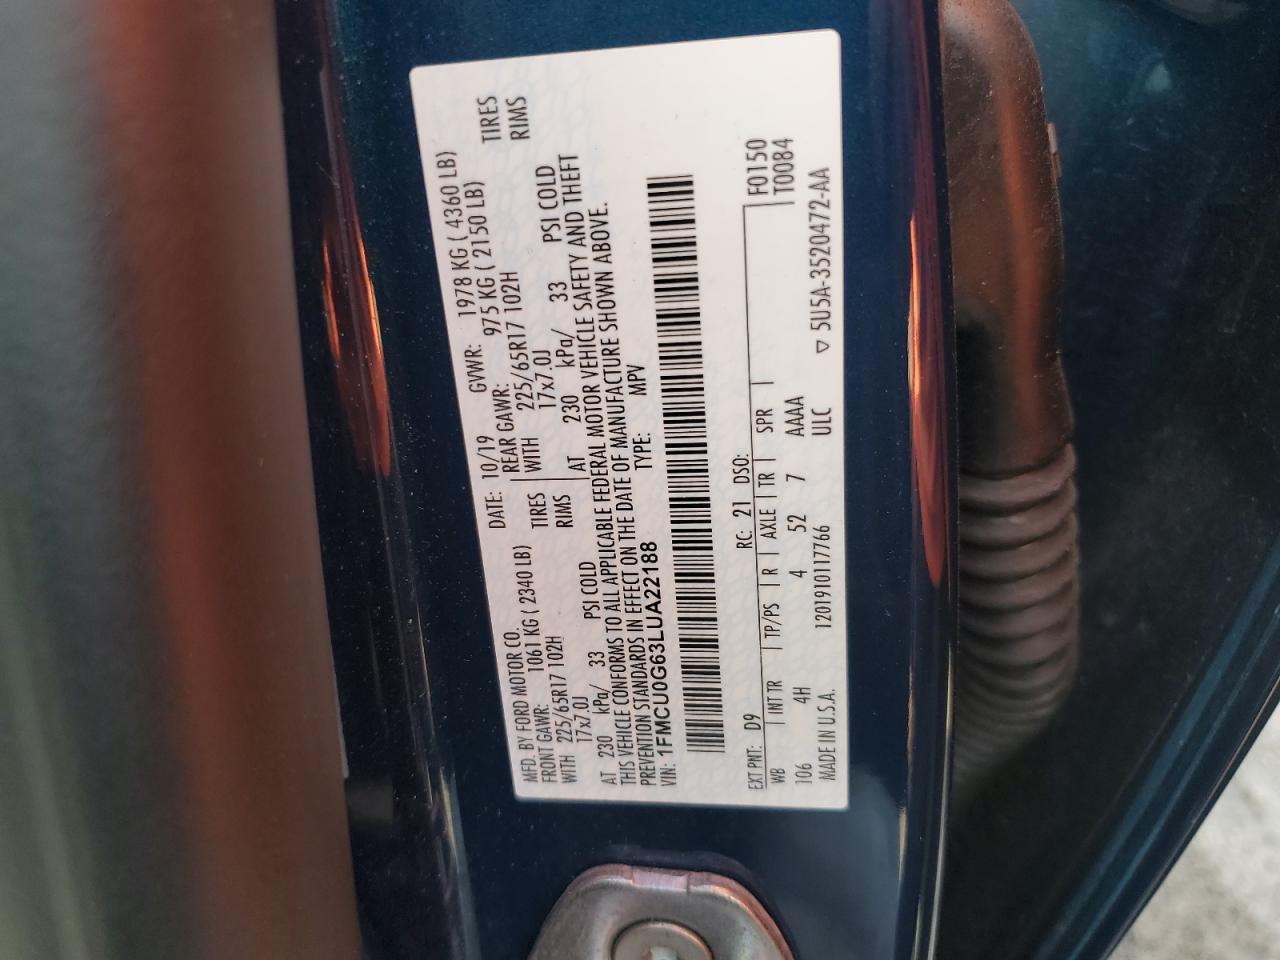 MFD. BY FORD MOTOR CO. DATE: 10/19 GVWR: 1978 KG ( 4360 LB)
FRONT GAWR: 1061 KG ( 2340 LB) REAR GAWR: 975 KG ( 2150 LB)
WITH 225/65R17 102H TIRES WITH 225/65R17 102H TIRES
17x7.0J RIMS 17x7.0J RIMS
AT 230 kPa/ 33 PSI COLD AT 230 kPa/ 33 PSI COLD
THIS VEHICLE CONFORMS TO ALL APPLICABLE FEDERAL MOTOR VEHICLE SAFETY AND THEFT
PREVENTION STANDARDS IN EFFECT ON THE DATE OF MANUFACTURE SHOWN ABOVE.
VIN: 1FMCU0G63LUA22188 TYPE: MPV
EXT PNT: D9 RC: 21 DSO: F0150
WB | INT TR | TP/PS | R | AXLE | TR | SPR | T0084
106 4H 4 52 7 AAAA
MADE IN U.S.A. 1201910117766 ULC ▽ 5U5A-3520472-AA